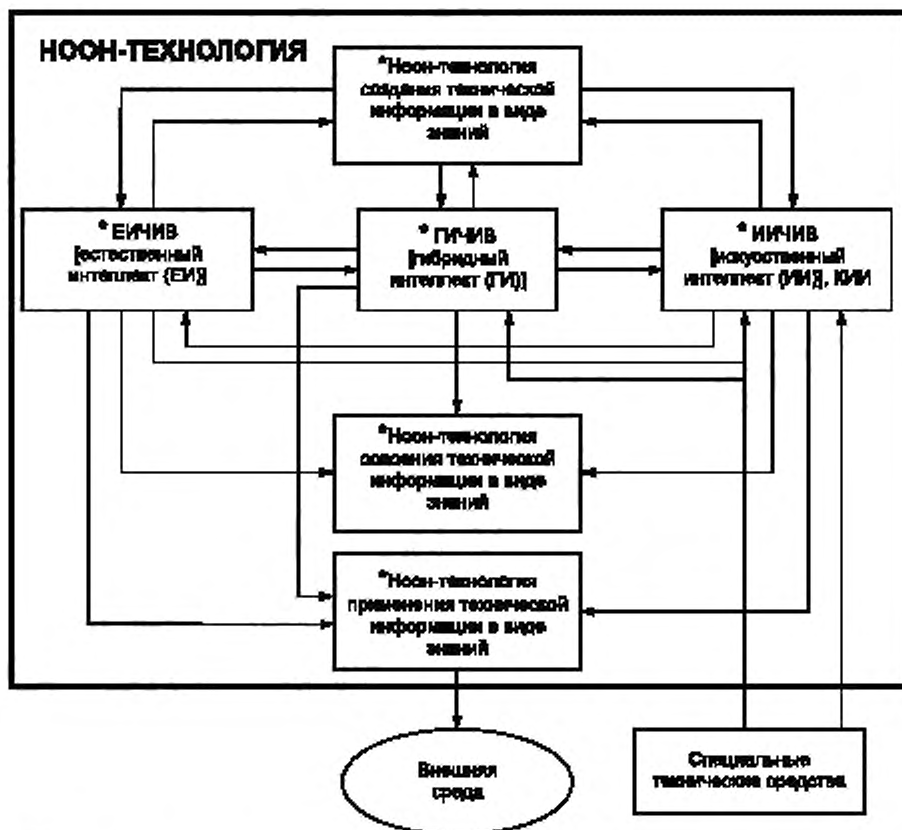 НООН-ТЕХНОЛОГИЯ
*Ноон-технология
создания технической
информации в виде
знаний
* ЕИЧИВ
[естественный
интеллект {ЕИ}]
* ГИЧИВ
[гибридный
интеллект (ГИ)]
* ИИЧИВ
[искусственный
интеллект (ИИ)], КИИ
*Ноон-технология
освоения технической
информации в виде
знаний
*Ноон-технология
применения технической
информации в виде
знаний
Внешняя
среда
Специальные
технические средства